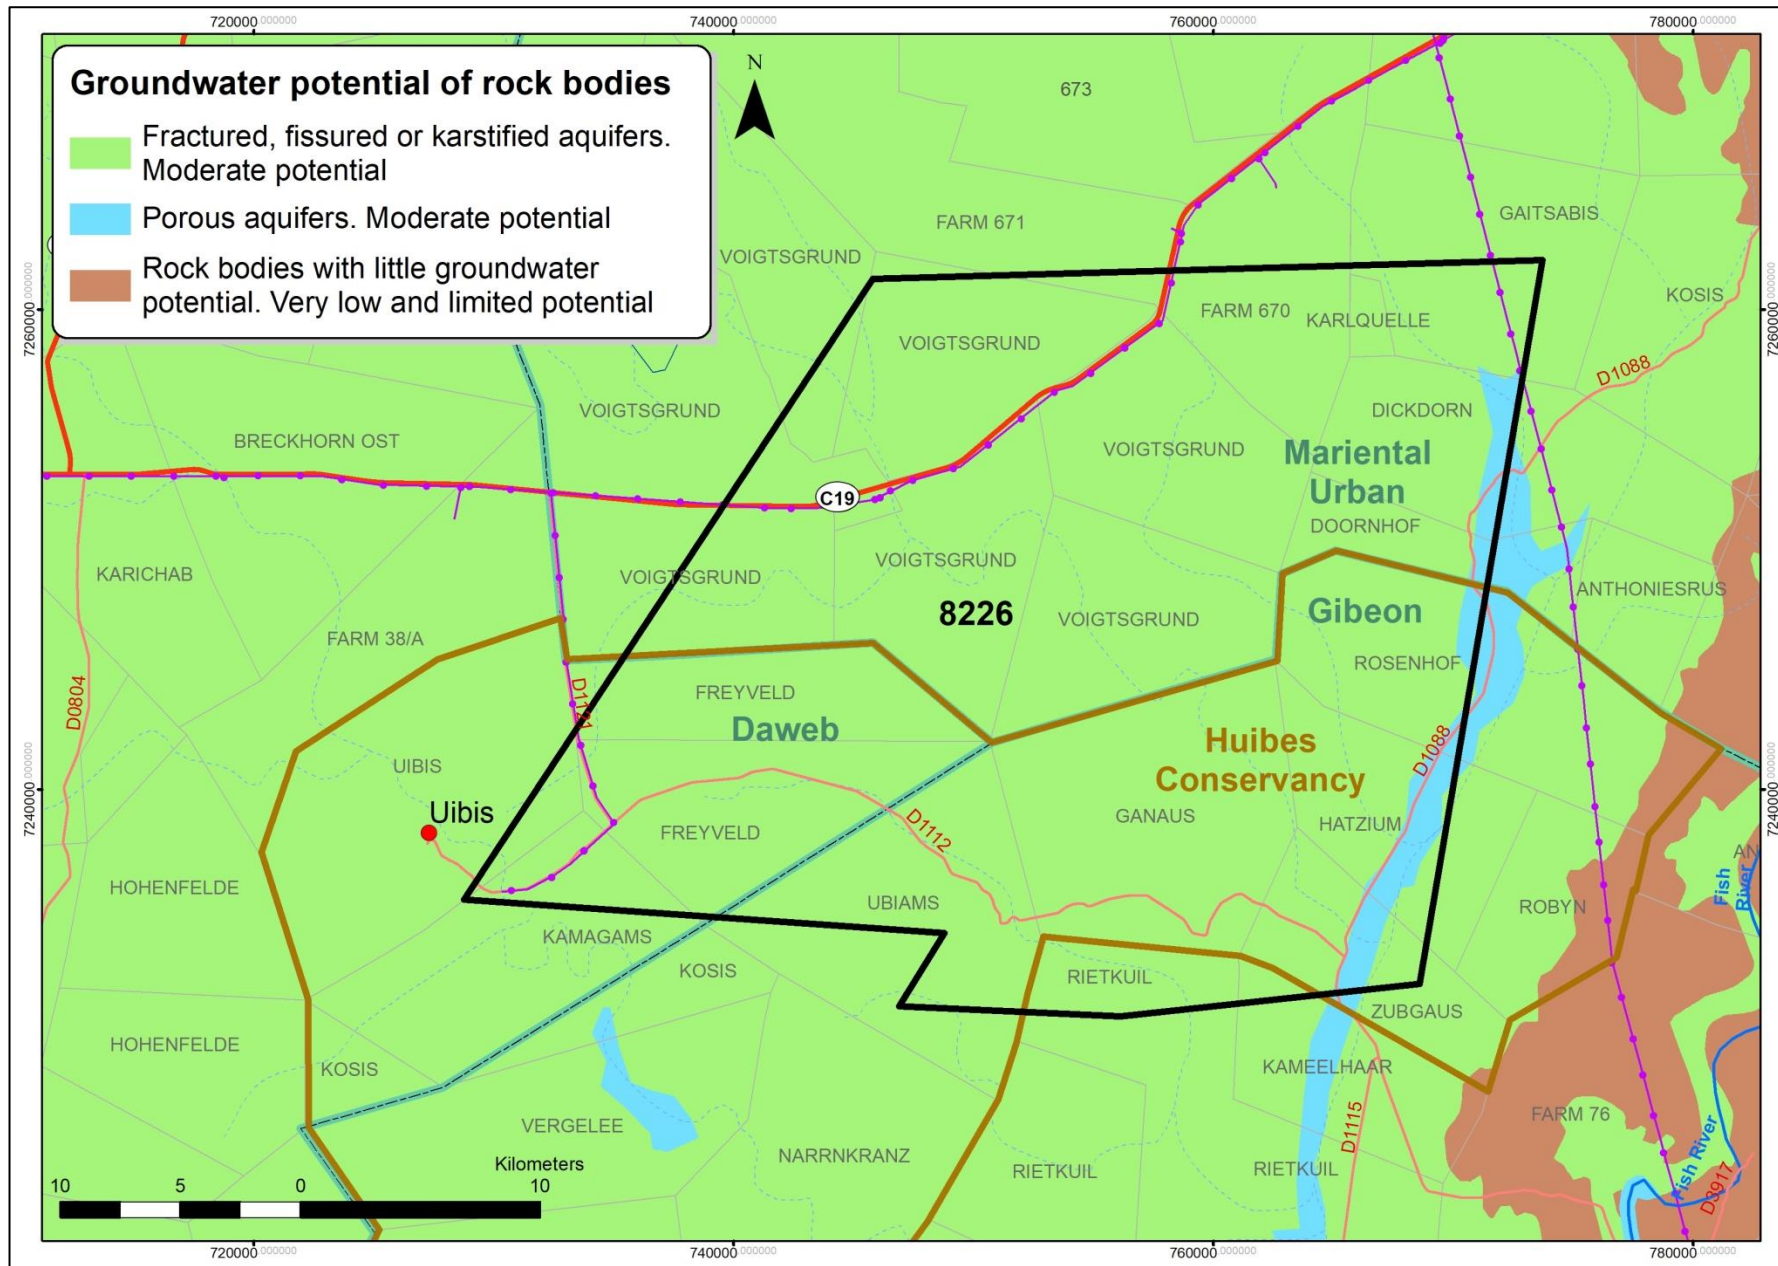 720000.000000
740000.000000
760000.000000
780000.000000
Groundwater potential of rock bodies
Fractured, fissured or karstified aquifers.
Moderate potential
Porous aquifers. Moderate potential
Rock bodies with little groundwater
potential. Very low and limited potential
N
673
FARM 671
GAITSABIS
VOIGTSGRUND
7260000.000000
FARM 670
KARLQUELLE
KOSIS
7260000.000000
VOIGTSGRUND
D1088
VOIGTSGRUND
DICKDORN
BRECKHORN OST
VOIGTSGRUND
Mariental
Urban
C19
DOORNHOF
KARICHAB
VOIGTSGRUND
VOIGTSGRUND
ANTHONIESRUS
8226
VOIGTSGRUND
Gibeon
FARM 38/A
ROSENHOF
D0804
D1121
FREYVELD
Daweb
Huibes
Conservancy
D1088
UIBIS
7240000.000000
Uibis
FREYVELD
D1112
GANAUS
HATZIUM
7240000.000000
AN
HOHENFELDE
UBIAMS
ROBYN
Fish
River
KAMAGAMS
KOSIS
RIETKUIL
ZUBGAUS
HOHENFELDE
KOSIS
KAMEELHAAR
VERGELEE
D1115
FARM 76
NARRNKRANZ
RIETKUIL
RIETKUIL
Fish River
D3917
Kilometers
10
5
0
10
720000.000000
740000.000000
760000.000000
780000.000000